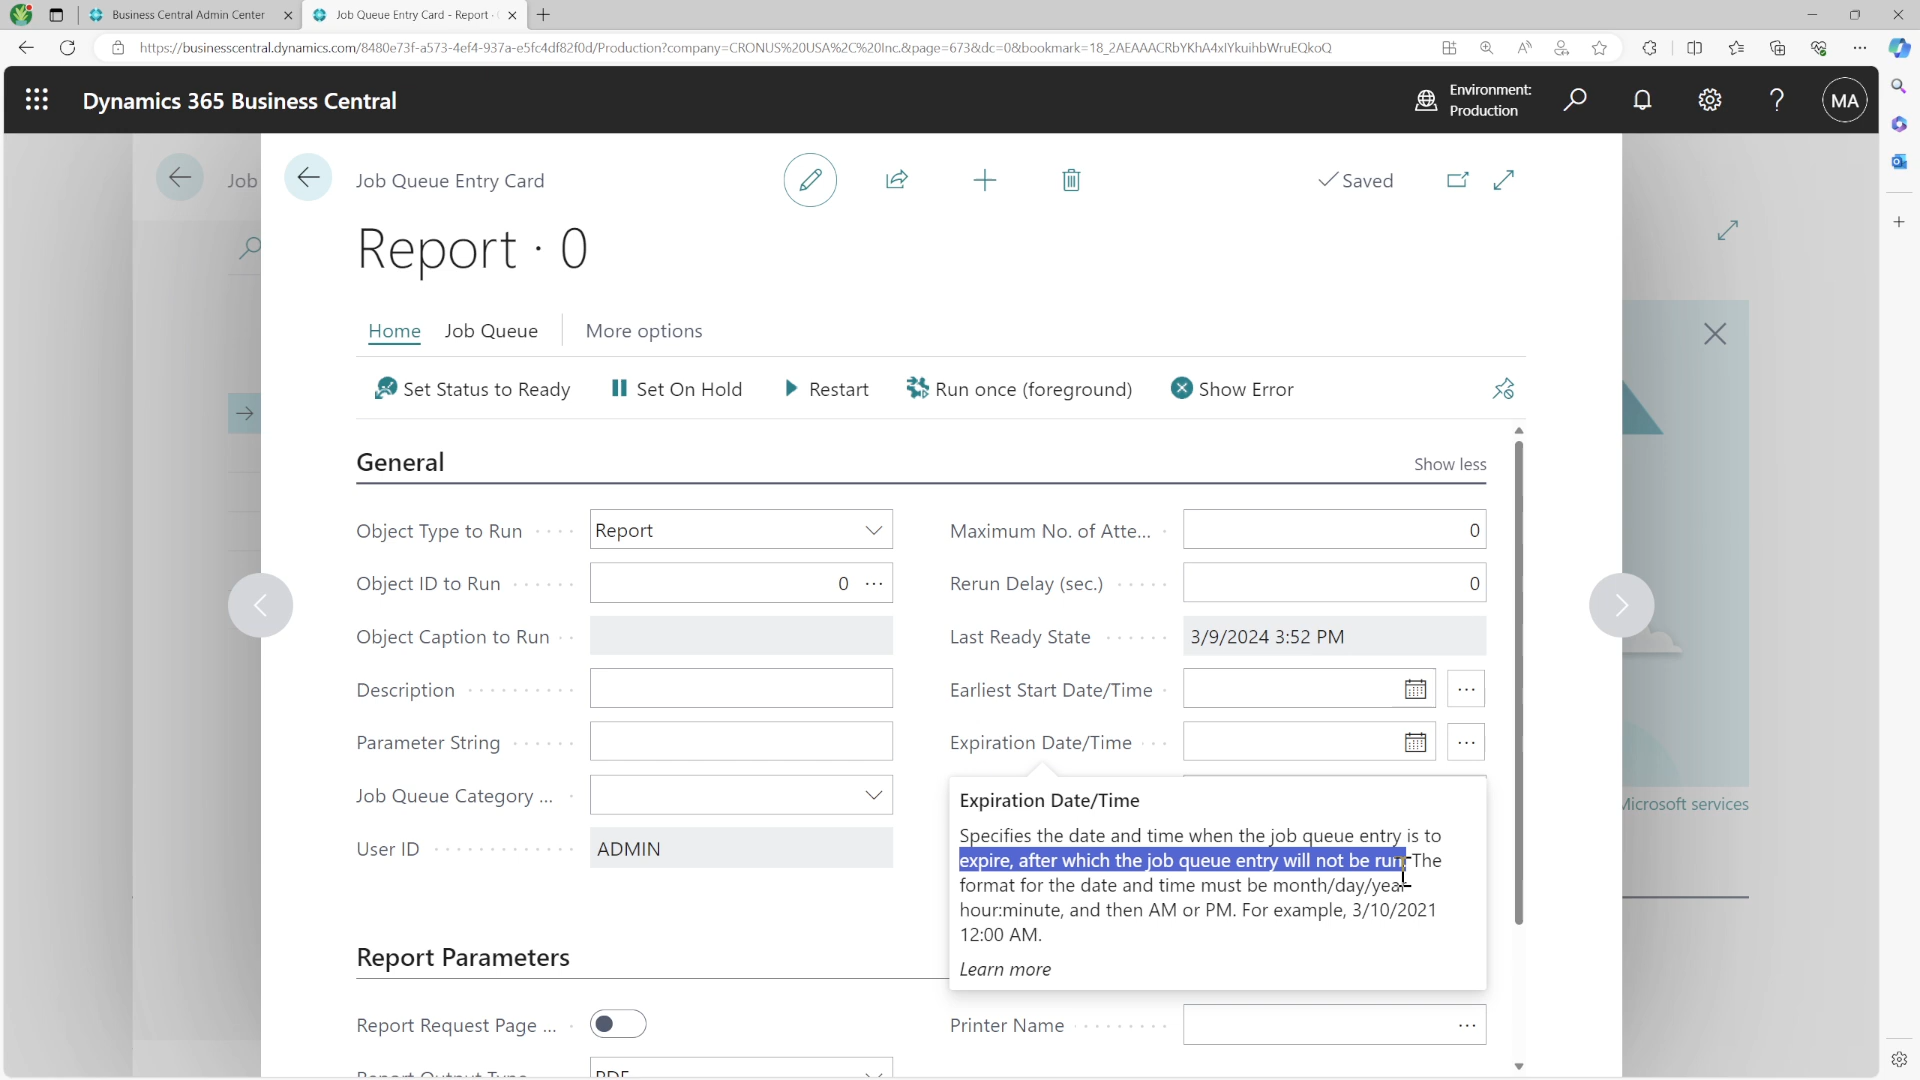 Business Central Admin Center
Job Queue Entry Card - Report ·
https://businesscentral.dynamics.com/8480e73f-a573-4ef4-937a-e5fc4df82f0d/Production?company=CRONUS%20USA%2C%20Inc.&page=673&dc=0&bookmark=18_2AEAAACRbYKhA4xIYkuihbWruEQkoQ
Dynamics 365 Business Central
Environment:
Production
MA
Job
Job Queue Entry Card
Saved
Report · 0
Home
Job Queue
More options
Set Status to Ready
Set On Hold
Restart
Run once (foreground)
Show Error
General
Show less
Object Type to Run
Report
Maximum No. of Atte...
0
Object ID to Run
0
Rerun Delay (sec.)
0
Object Caption to Run
Last Ready State
3/9/2024 3:52 PM
Description
Earliest Start Date/Time
Parameter String
Expiration Date/Time
Job Queue Category ...
User ID
ADMIN
Expiration Date/Time
Specifies the date and time when the job queue entry is to
expire, after which the job queue entry will not be run. The
format for the date and time must be month/day/year
hour:minute, and then AM or PM. For example, 3/10/2021
12:00 AM.
Learn more
Microsoft services
Report Parameters
Report Request Page ...
Printer Name
Report Output Type
PDF